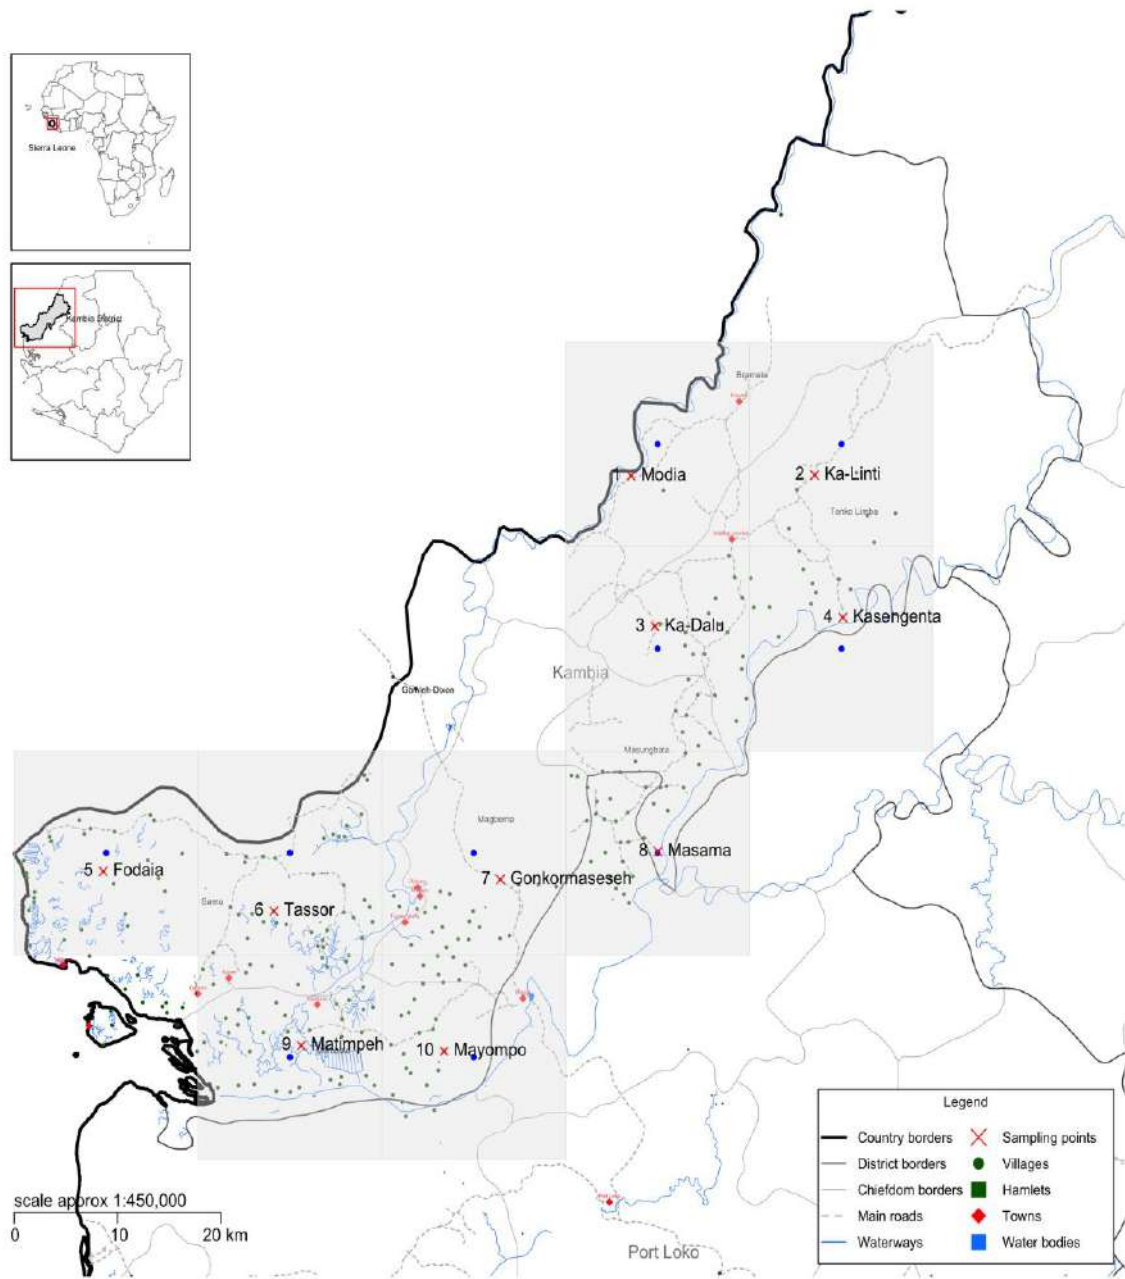 Sierra Leone
Kambia District
Bramaia
1 Modia
2 Ka-Linti
Tonko Limba
3 Ka-Dalu
4 Kasengenta
Kambia
Gbinleh-Dixon
Masungbala
Magbema
8 Masama
5 Fodaia
7 Gonkormaseseh
Samu
6 Tassor
9 Matimpeh
10 Mayompo
Legend
Country borders
Sampling points
District borders
Villages
Chiefdom borders
Hamlets
Main roads
Towns
Waterways
Water bodies
scale approx 1:450,000
0 10 20 km
Port Loko